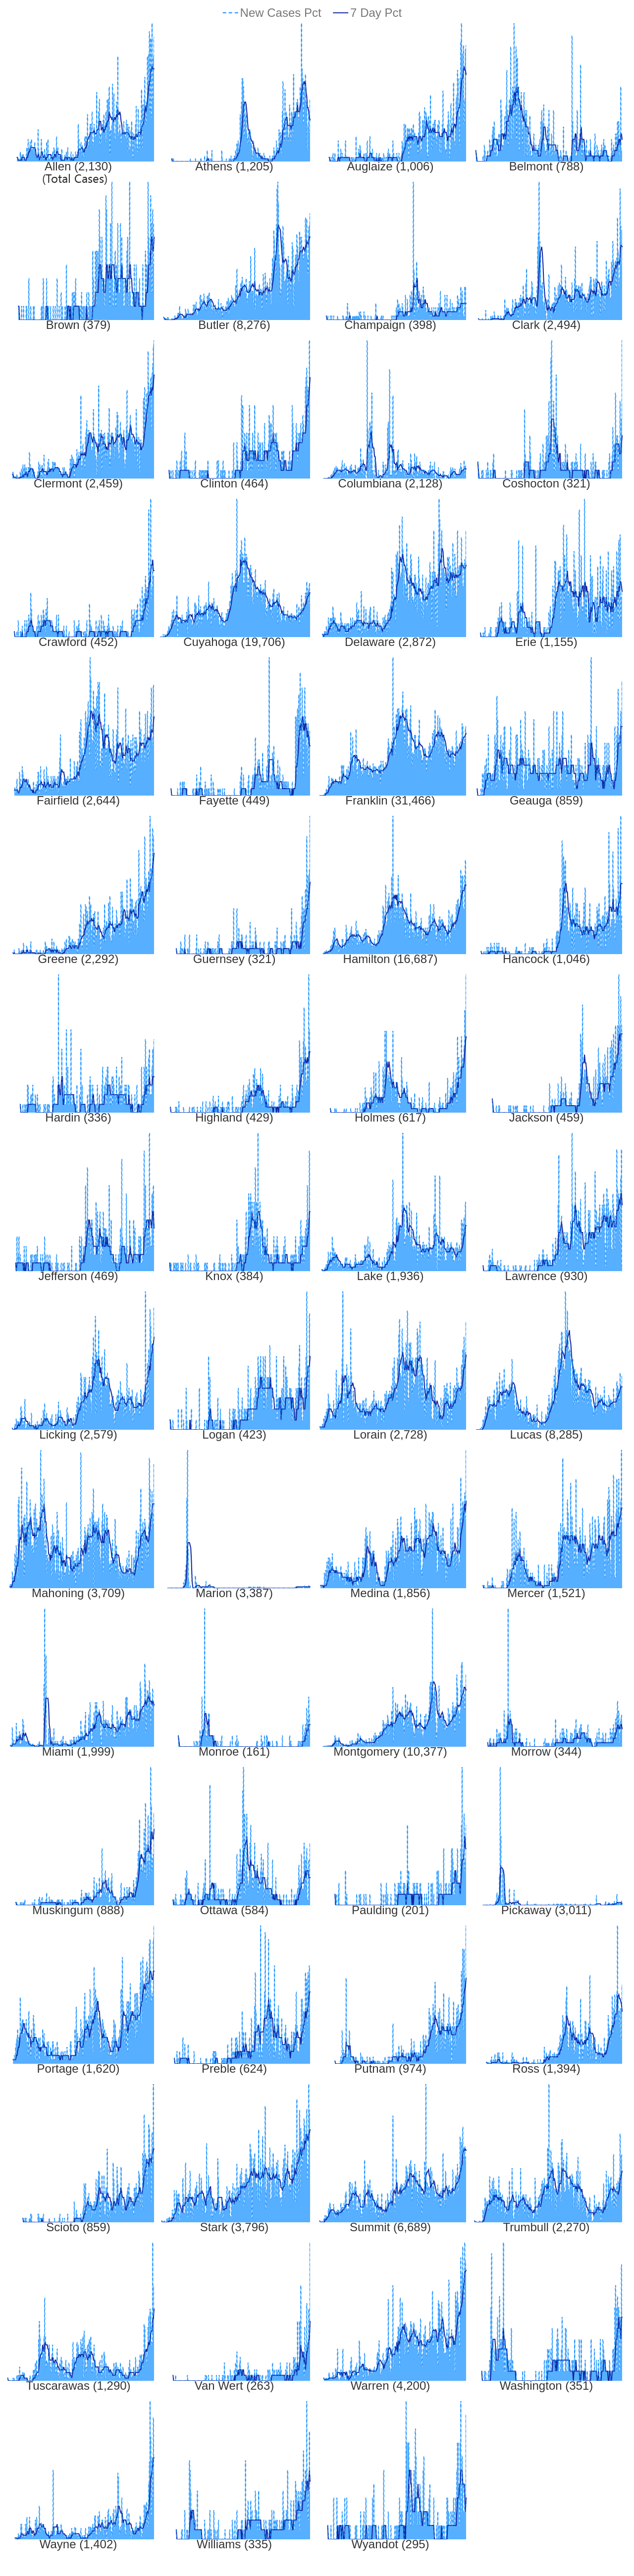 New Cases Pct 7 Day Pct
Allen (2,130) Athens (1,205) Auglaize (1,006) Belmont (788)
(Total Cases)
Brown (379) Butler (8,276) Champaign (398) Clark (2,494)
Clermont (2,459) Clinton (464) Columbiana (2,128) Coshocton (321)
Crawford (452) Cuyahoga (19,706) Delaware (2,872) Erie (1,155)
Fairfield (2,644) Fayette (449) Franklin (31,466) Geauga (859)
Greene (2,292) Guernsey (321) Hamilton (16,687) Hancock (1,046)
Hardin (336) Highland (429) Holmes (617) Jackson (459)
Jefferson (469) Knox (384) Lake (1,936) Lawrence (930)
Licking (2,579) Logan (423) Lorain (2,728) Lucas (8,285)
Mahoning (3,709) Marion (3,387) Medina (1,856) Mercer (1,521)
Miami (1,999) Monroe (161) Montgomery (10,377) Morrow (344)
Muskingum (888) Ottawa (584) Paulding (201) Pickaway (3,011)
Portage (1,620) Preble (624) Putnam (974) Ross (1,394)
Scioto (859) Stark (3,796) Summit (6,689) Trumbull (2,270)
Tuscarawas (1,290) Van Wert (263) Warren (4,200) Washington (351)
Wayne (1,402) Williams (335) Wyandot (295)